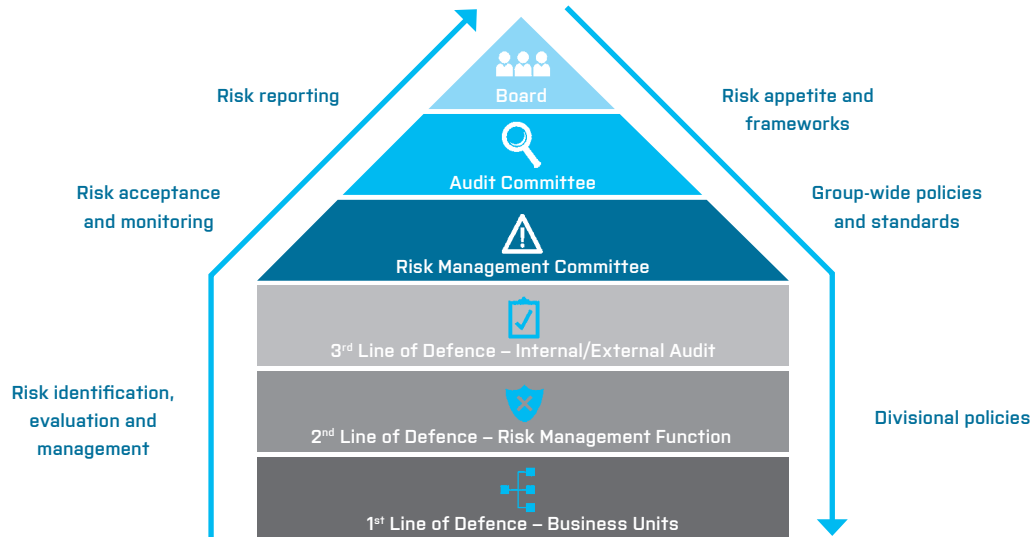 Board
Risk reporting
Risk appetite and
frameworks
Audit Committee
Risk acceptance
and monitoring
Group-wide policies
and standards
Risk Management Committee
3rd Line of Defence – Internal/External Audit
Risk identification,
evaluation and
management
Divisional policies
2nd Line of Defence – Risk Management Function
1st Line of Defence – Business Units